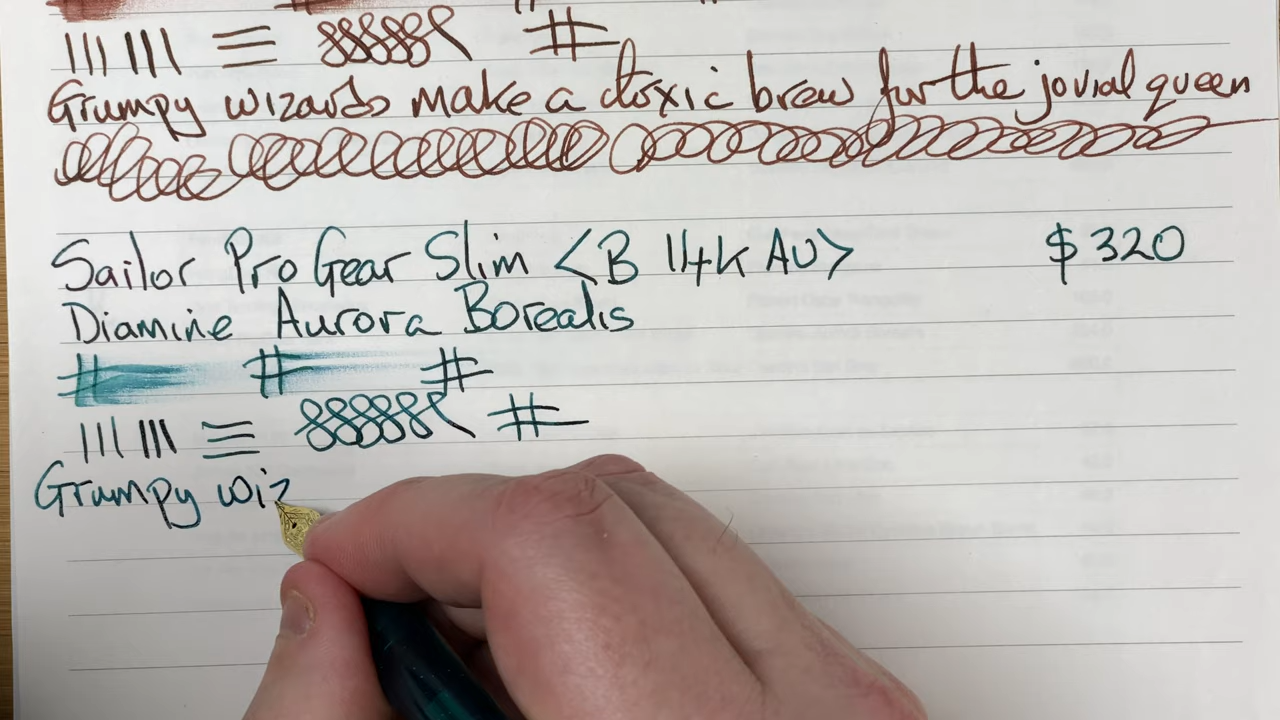 Grumpy wizards make a toxic brew for the jovial queen
Sailor Pro Gear Slim <B 14K AU> $320
Diamine Aurora Borealis
Grumpy wiz